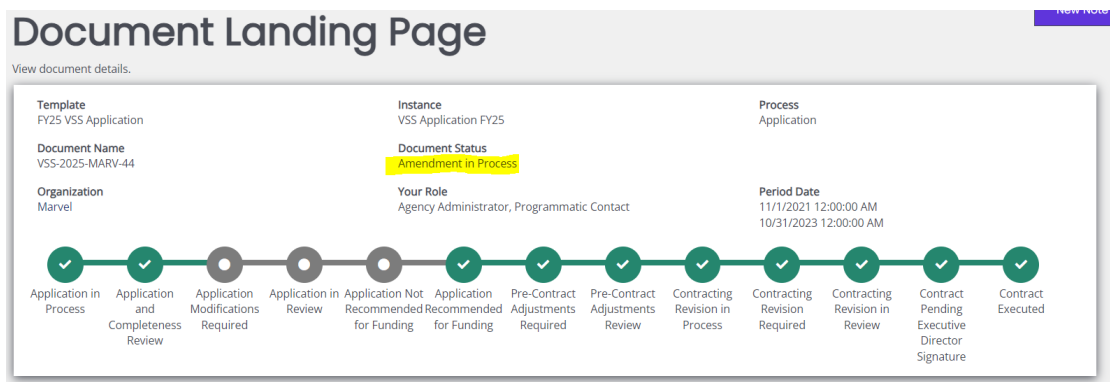 New Note
Document Landing Page
View document details.
Template
FY25 VSS Application
Instance
VSS Application FY25
Process
Application
Document Name
VSS-2025-MARV-44
Document Status
Amendment in Process
Organization
Marvel
Your Role
Agency Administrator, Programmatic Contact
Period Date
11/1/2021 12:00:00 AM
10/31/2023 12:00:00 AM
Application in
Process
Application
and
Completeness
Review
Application
Modifications
Required
Application in
Review
Application Not
Recommended
for Funding
Application
Recommended
for Funding
Pre-Contract
Adjustments
Required
Pre-Contract
Adjustments
Review
Contracting
Revision in
Process
Contracting
Revision
Required
Contracting
Revision in
Review
Contract
Pending
Executive
Director
Signature
Contract
Executed